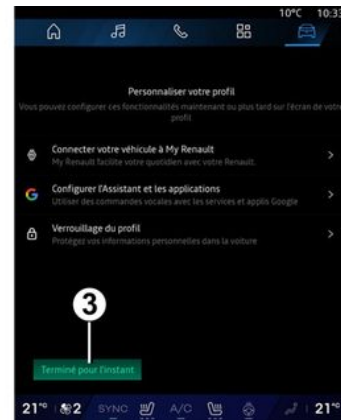 10°C 10:33
Personnaliser votre profil
Vous pouvez configurer ces fonctionnalités maintenant ou plus tard sur l'écran de votre
profil
Connecter votre véhicule à My Renault
My Renault facilite votre quotidien avec votre Renault.
Configurer l'Assistant et les applications
Utiliser des commandes vocales avec les services et applis Google
Verrouillage du profil
Protégez vos informations personnelles dans la voiture
3
Terminé pour l'instant
21°° 2 SYNC A/C 21°°